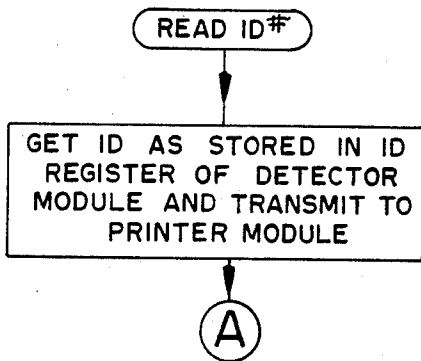 READ ID#
GET ID AS STORED IN ID
REGISTER OF DETECTOR
MODULE AND TRANSMIT TO
PRINTER MODULE
A